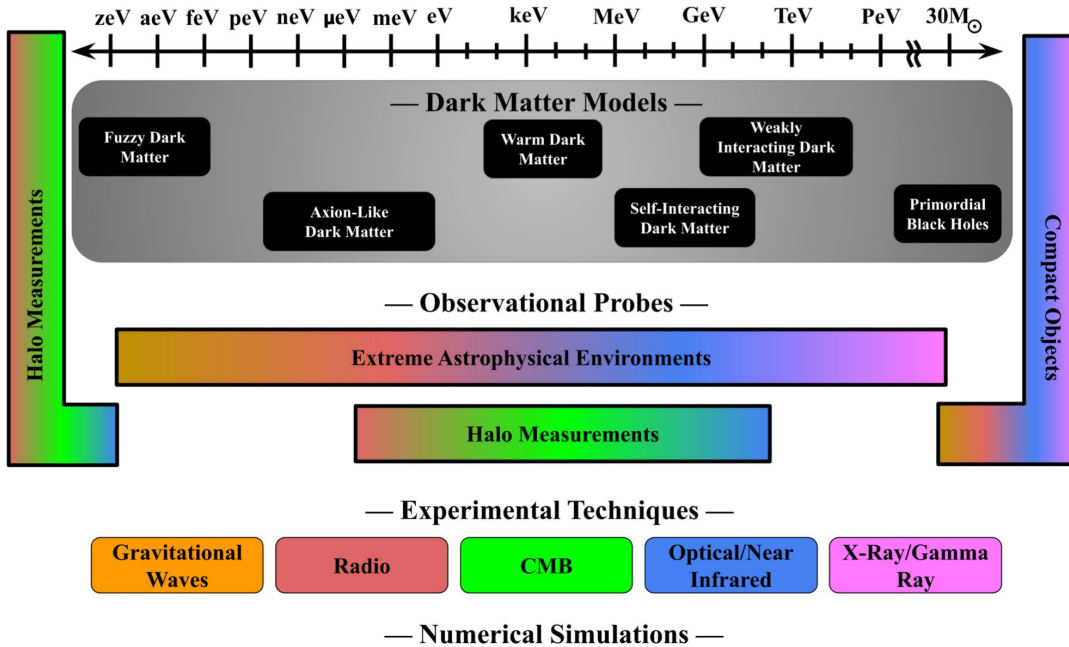 zeV aeV feV peV neV μeV meV eV keV MeV GeV TeV PeV 30M⊙
— Dark Matter Models —
Fuzzy Dark
Matter
Warm Dark
Matter
Weakly
Interacting Dark
Matter
Axion-Like
Dark Matter
Self-Interacting
Dark Matter
Primordial
Black Holes
Halo Measurements
Compact Objects
— Observational Probes —
Extreme Astrophysical Environments
Halo Measurements
— Experimental Techniques —
Gravitational
Waves
Radio
CMB
Optical/Near
Infrared
X-Ray/Gamma
Ray
— Numerical Simulations —